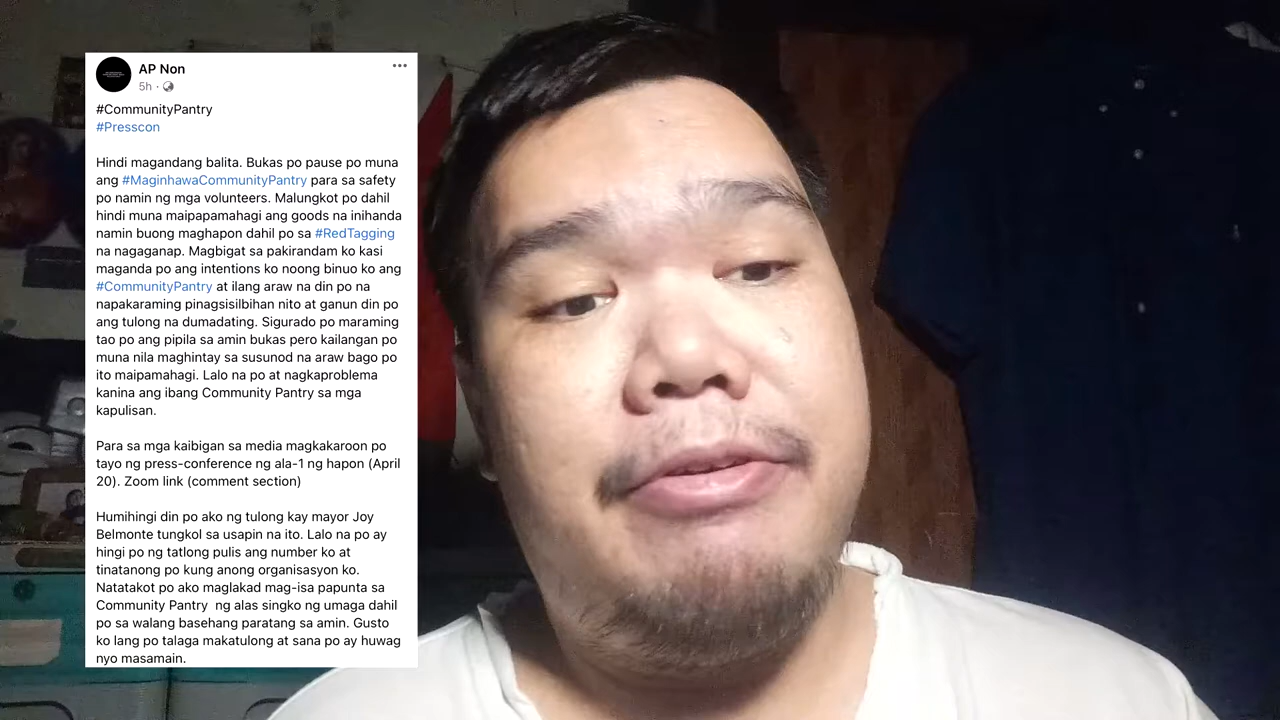 AP Non
5h
#CommunityPantry
#Presscon
Hindi magandang balita. Bukas po pause po muna
ang #MaginhawaCommunityPantry para sa safety
po namin ng mga volunteers. Malungkot po dahil
hindi muna maipapamahagi ang goods na inihanda
namin buong maghapon dahil po sa #RedTagging
na nagaganap. Magbigat sa pakirandam ko kasi
maganda po ang intentions ko noong binuo ko ang
#CommunityPantry at ilang araw na din po na
napakaraming pinagsisilbihan nito at ganun din po
ang tulong na dumadating. Sigurado po maraming
tao po ang pipila sa amin bukas pero kailangan po
muna nila maghintay sa susunod na araw bago po
ito maipamahagi. Lalo na po at nagkaproblema
kanina ang ibang Community Pantry sa mga
kapulisan.
Para sa mga kaibigan sa media magkakaroon po
tayo ng press-conference ng ala-1 ng hapon (April
20). Zoom link (comment section)
Humihingi din po ako ng tulong kay mayor Joy
Belmonte tungkol sa usapin na ito. Lalo na po ay
hingi po ng tatlong pulis ang number ko at
tinatanong po kung anong organisasyon ko.
Natatakot po ako maglakad mag-isa papunta sa
Community Pantry ng alas singko ng umaga dahil
po sa walang basehang paratang sa amin. Gusto
ko lang po talaga makatulong at sana po ay huwag
nyo masamain.